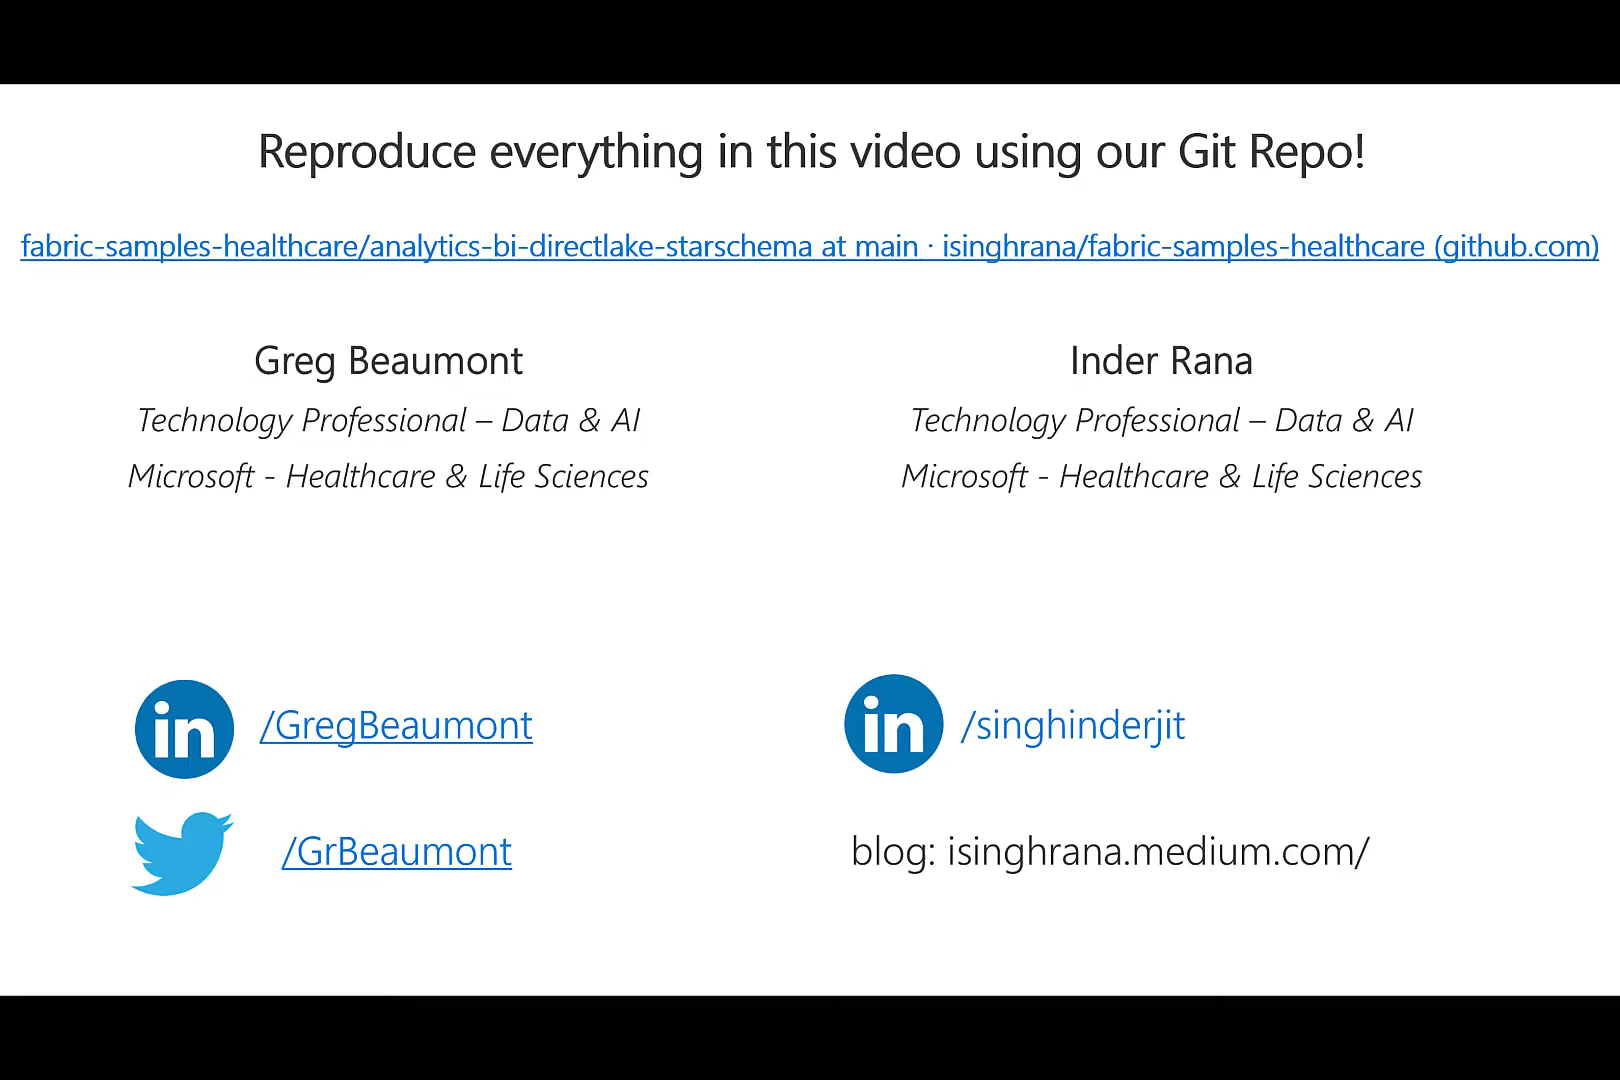 Reproduce everything in this video using our Git Repo!
fabric-samples-healthcare/analytics-bi-directlake-starschema at main · isinghrana/fabric-samples-healthcare (github.com)
Greg Beaumont
Technology Professional – Data & AI
Microsoft - Healthcare & Life Sciences
Inder Rana
Technology Professional – Data & AI
Microsoft - Healthcare & Life Sciences
in /GregBeaumont
/GrBeaumont
in /singhinderjit
blog: isinghrana.medium.com/